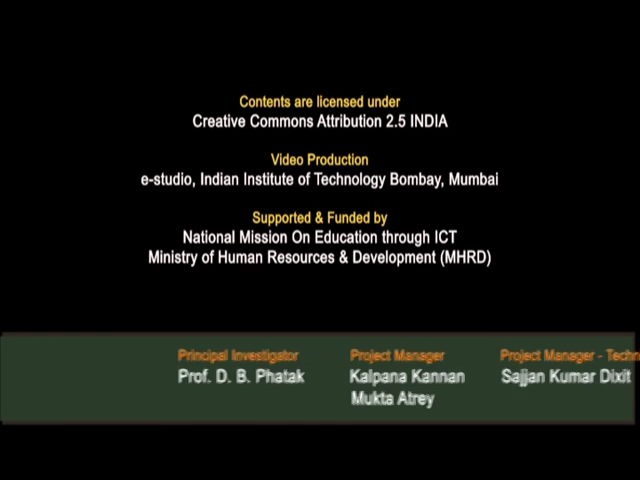 Contents are licensed under
Creative Commons Attribution 2.5 INDIA
Video Production
e-studio, Indian Institute of Technology Bombay, Mumbai
Supported & Funded by
National Mission On Education through ICT
Ministry of Human Resources & Development (MHRD)
Principal Investigator
Prof. D. B. Phatak
Project Manager
Kalpana Kannan
Mukta Atrey
Project Manager - Techn
Sajjan Kumar Dixit